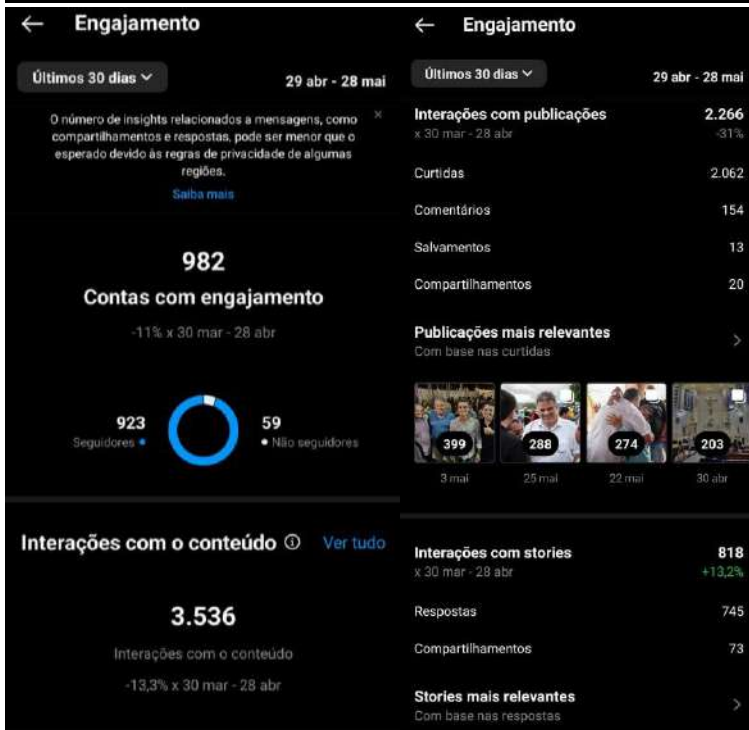 Engajamento
Últimos 30 dias
29 abr - 28 mai
O número de insights relacionados a mensagens, como
compartilhamentos e respostas, pode ser menor que o
esperado devido às regras de privacidade de algumas
regiões.
Saiba mais
982
Contas com engajamento
-11% x 30 mar - 28 abr
923
Seguidores
59
Não seguidores
Interações com o conteúdo
Ver tudo
3.536
Interações com o conteúdo
-13,3% x 30 mar - 28 abr
Engajamento
Últimos 30 dias
29 abr - 28 mai
Interações com publicações 2.266
x 30 mar - 28 abr -31%
Curtidas 2.062
Comentários 154
Salvamentos 13
Compartilhamentos 20
Publicações mais relevantes
Com base nas curtidas
399 288 274 203
3 mai 25 mai 22 mai 30 abr
Interações com stories 818
x 30 mar - 28 abr +13,2%
Respostas 745
Compartilhamentos 73
Stories mais relevantes
Com base nas respostas